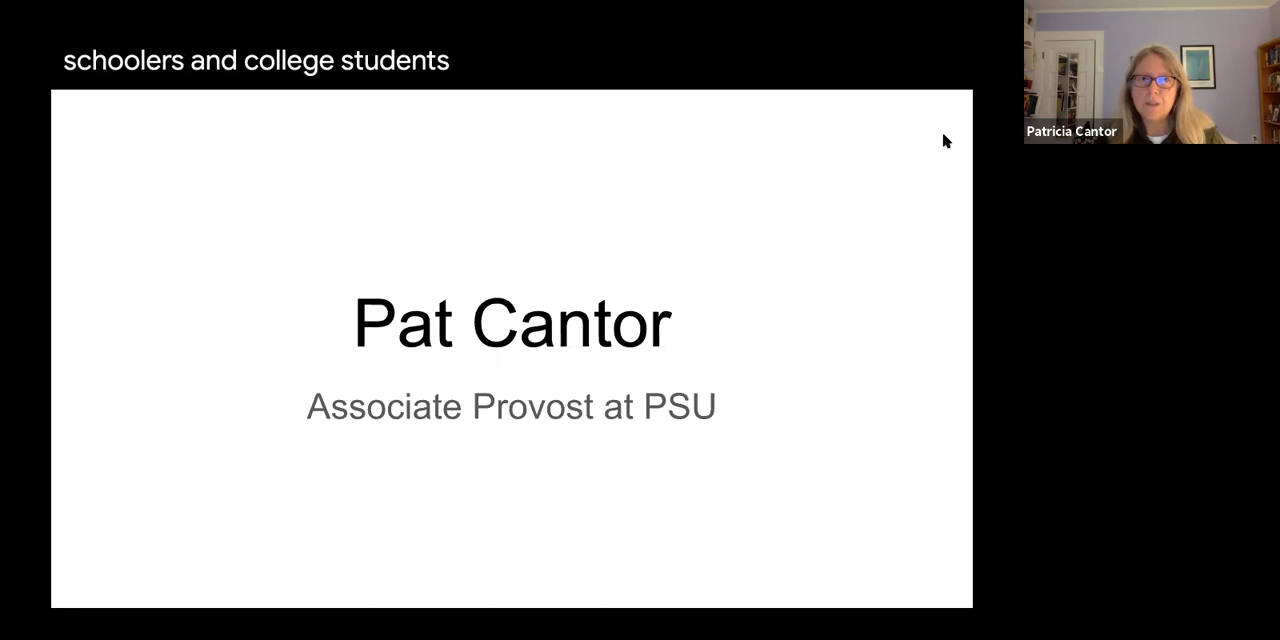 schoolers and college students
Patricia Cantor
Pat Cantor
Associate Provost at PSU